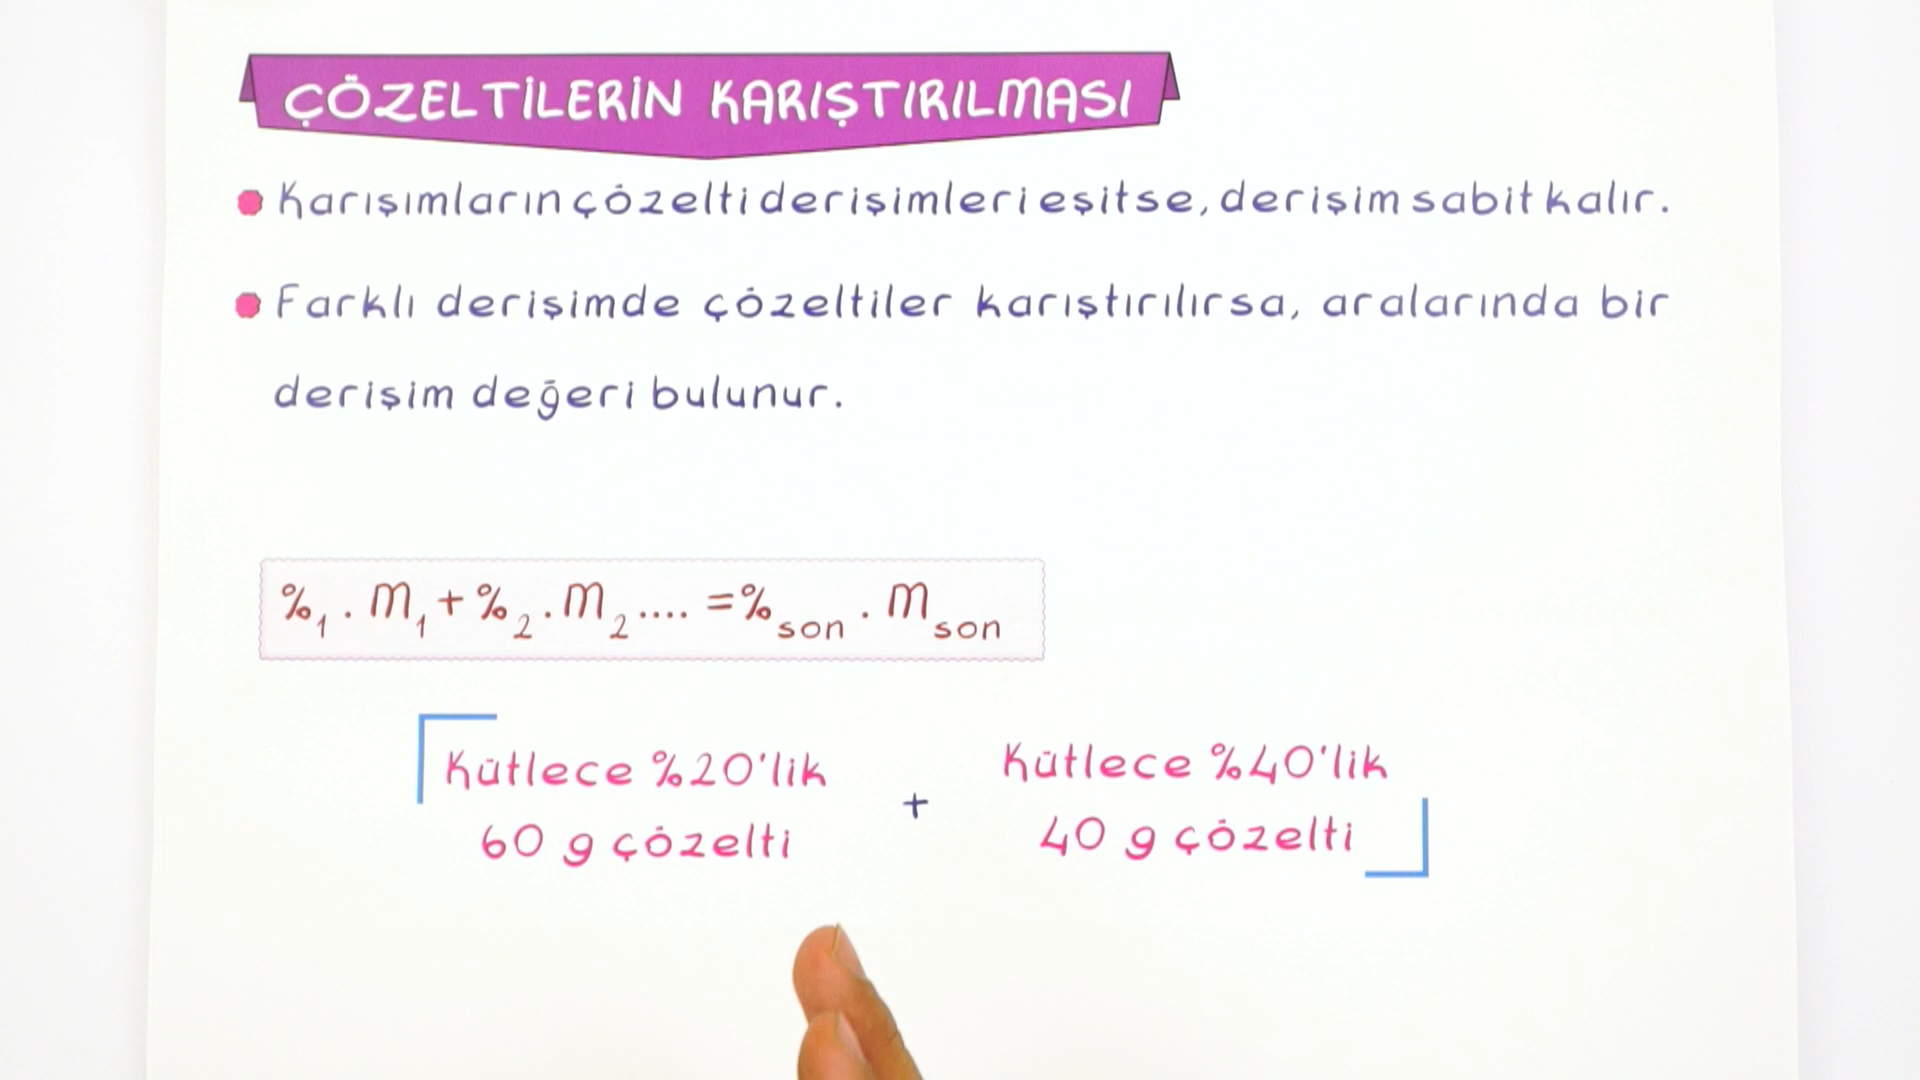 ÇÖZELTİLERİN KARIŞTIRILMASI
Karışımların çözelti derişimleri eşitse, derişim sabit kalır.
Farklı derişimde çözeltiler karıştırılırsa, aralarında bir
derişim değeri bulunur.
%₁ . m₁ + %₂ . m₂ .... = %son . mson
Kütlece %20'lik
60 g çözelti
+
Kütlece %40'lik
40 g çözelti